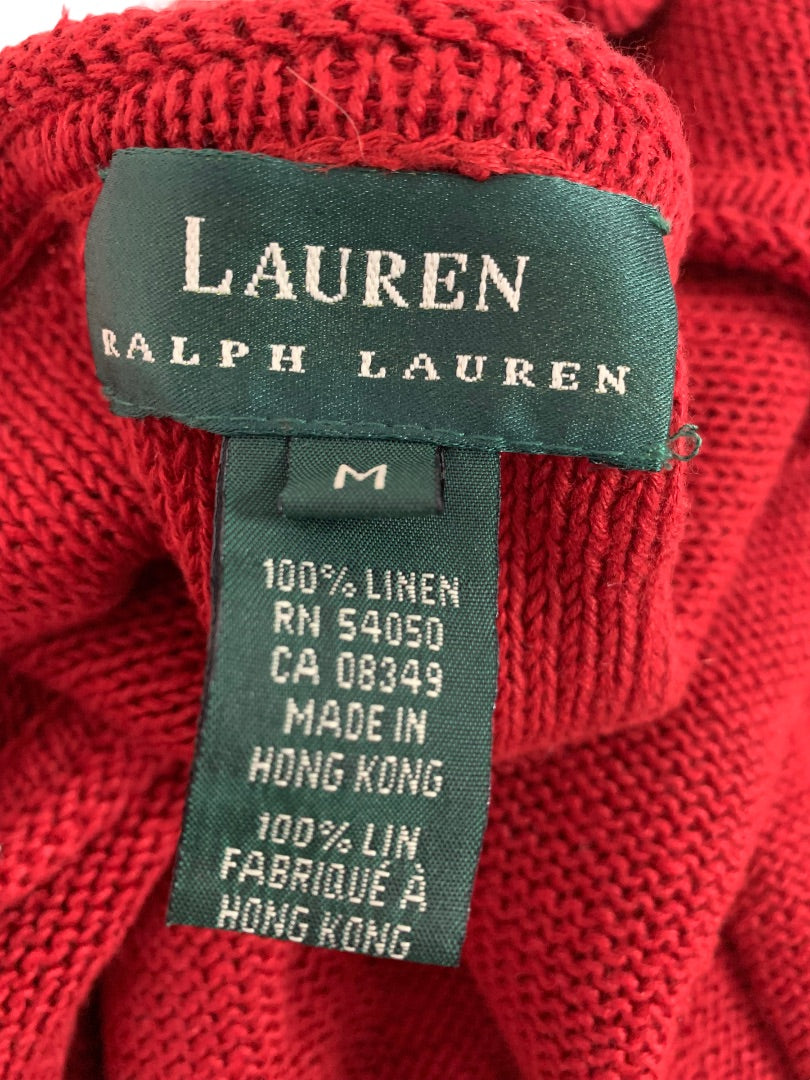 LAUREN
RALPH LAUREN
M
100% LINEN
RN 54050
CA 08349
MADE IN
HONG KONG
100% LIN
FABRIQUÉ À
HONG KONG